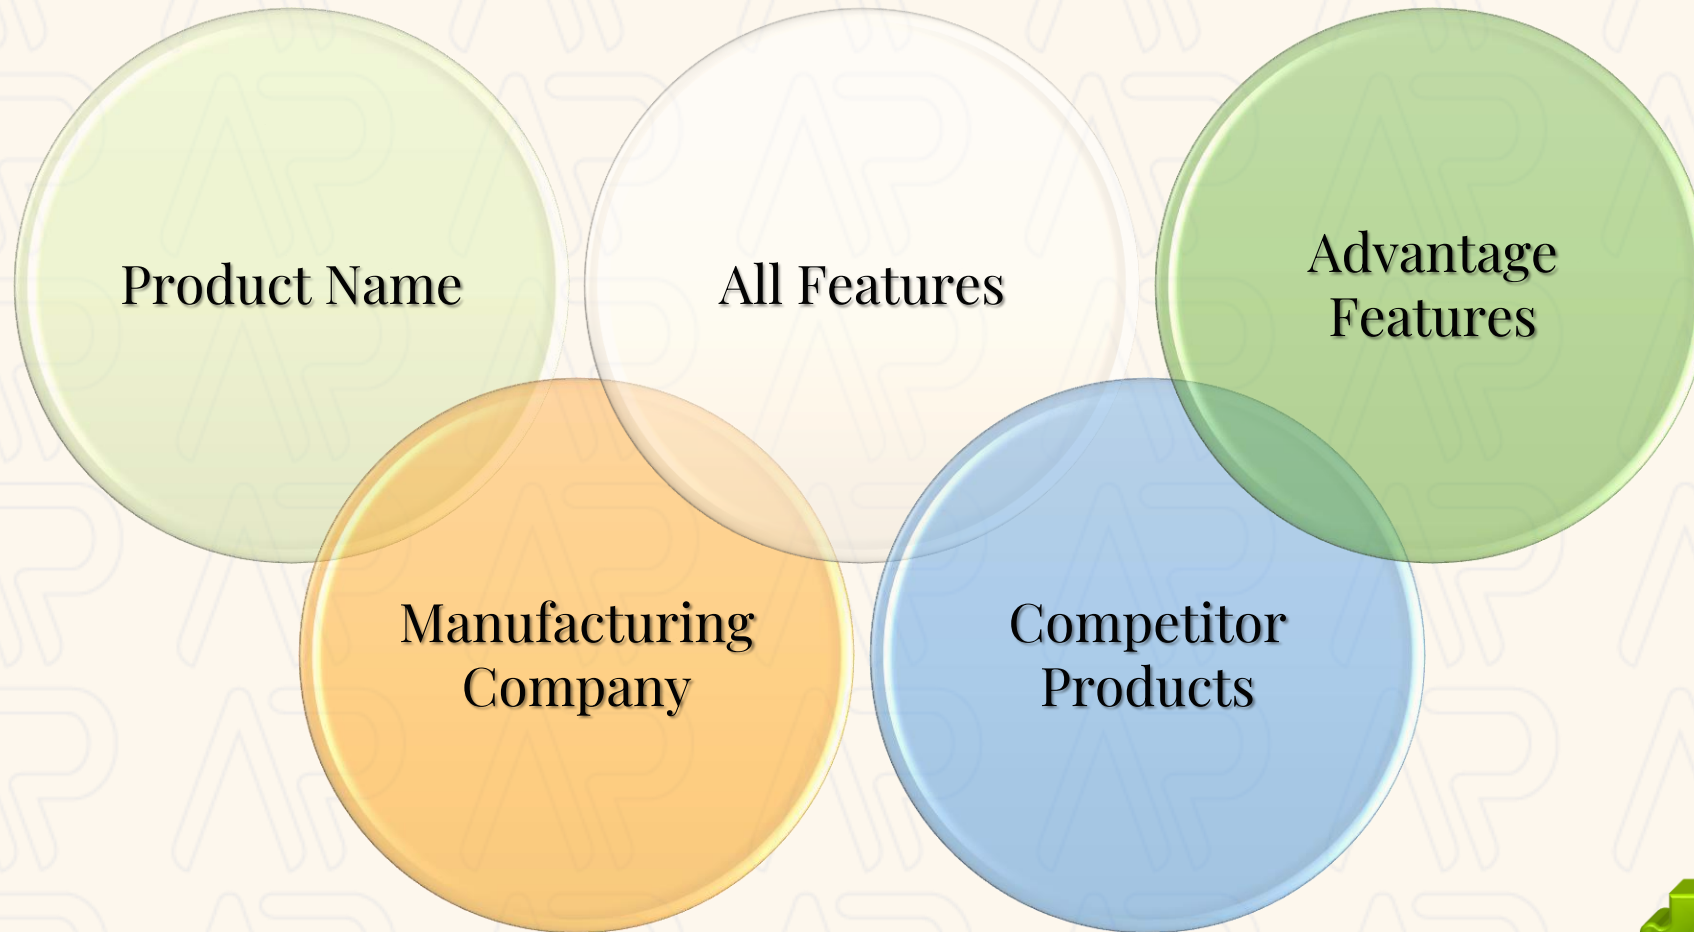 Product Name
All Features
Advantage
Features
Manufacturing
Company
Competitor
Products